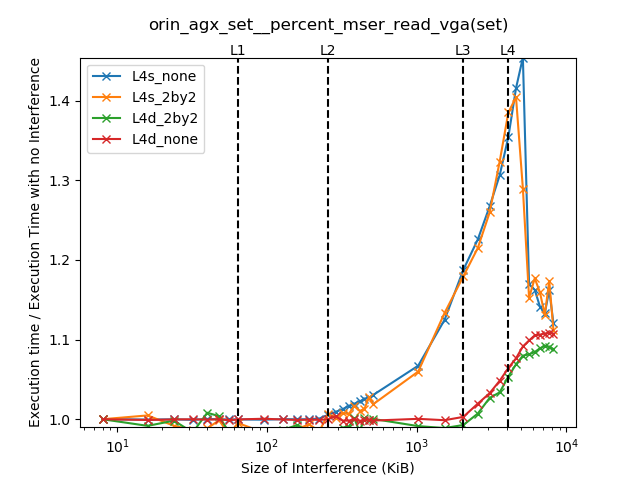 orin_agx_set__percent_mser_read_vga(set)
L1 L2 L3 L4
L4s_none
L4s_2by2
L4d_2by2
L4d_none
Execution time / Execution Time with no Interference
1.4
1.3
1.2
1.1
1.0
10¹ 10² 10³ 10⁴
Size of Interference (KiB)